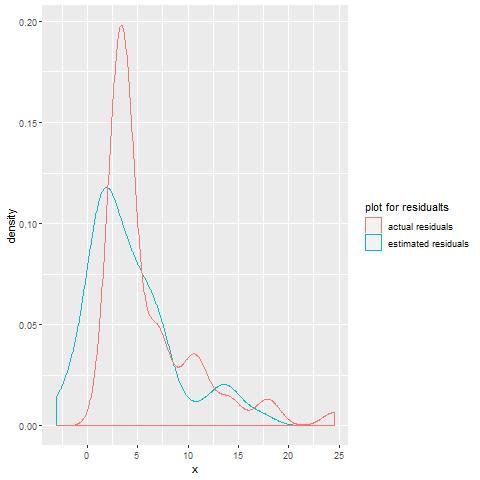 0.20
0.15
0.10
0.05
0.00
density
0
5
10
15
20
25
x
plot for residualts
actual residuals
estimated residuals